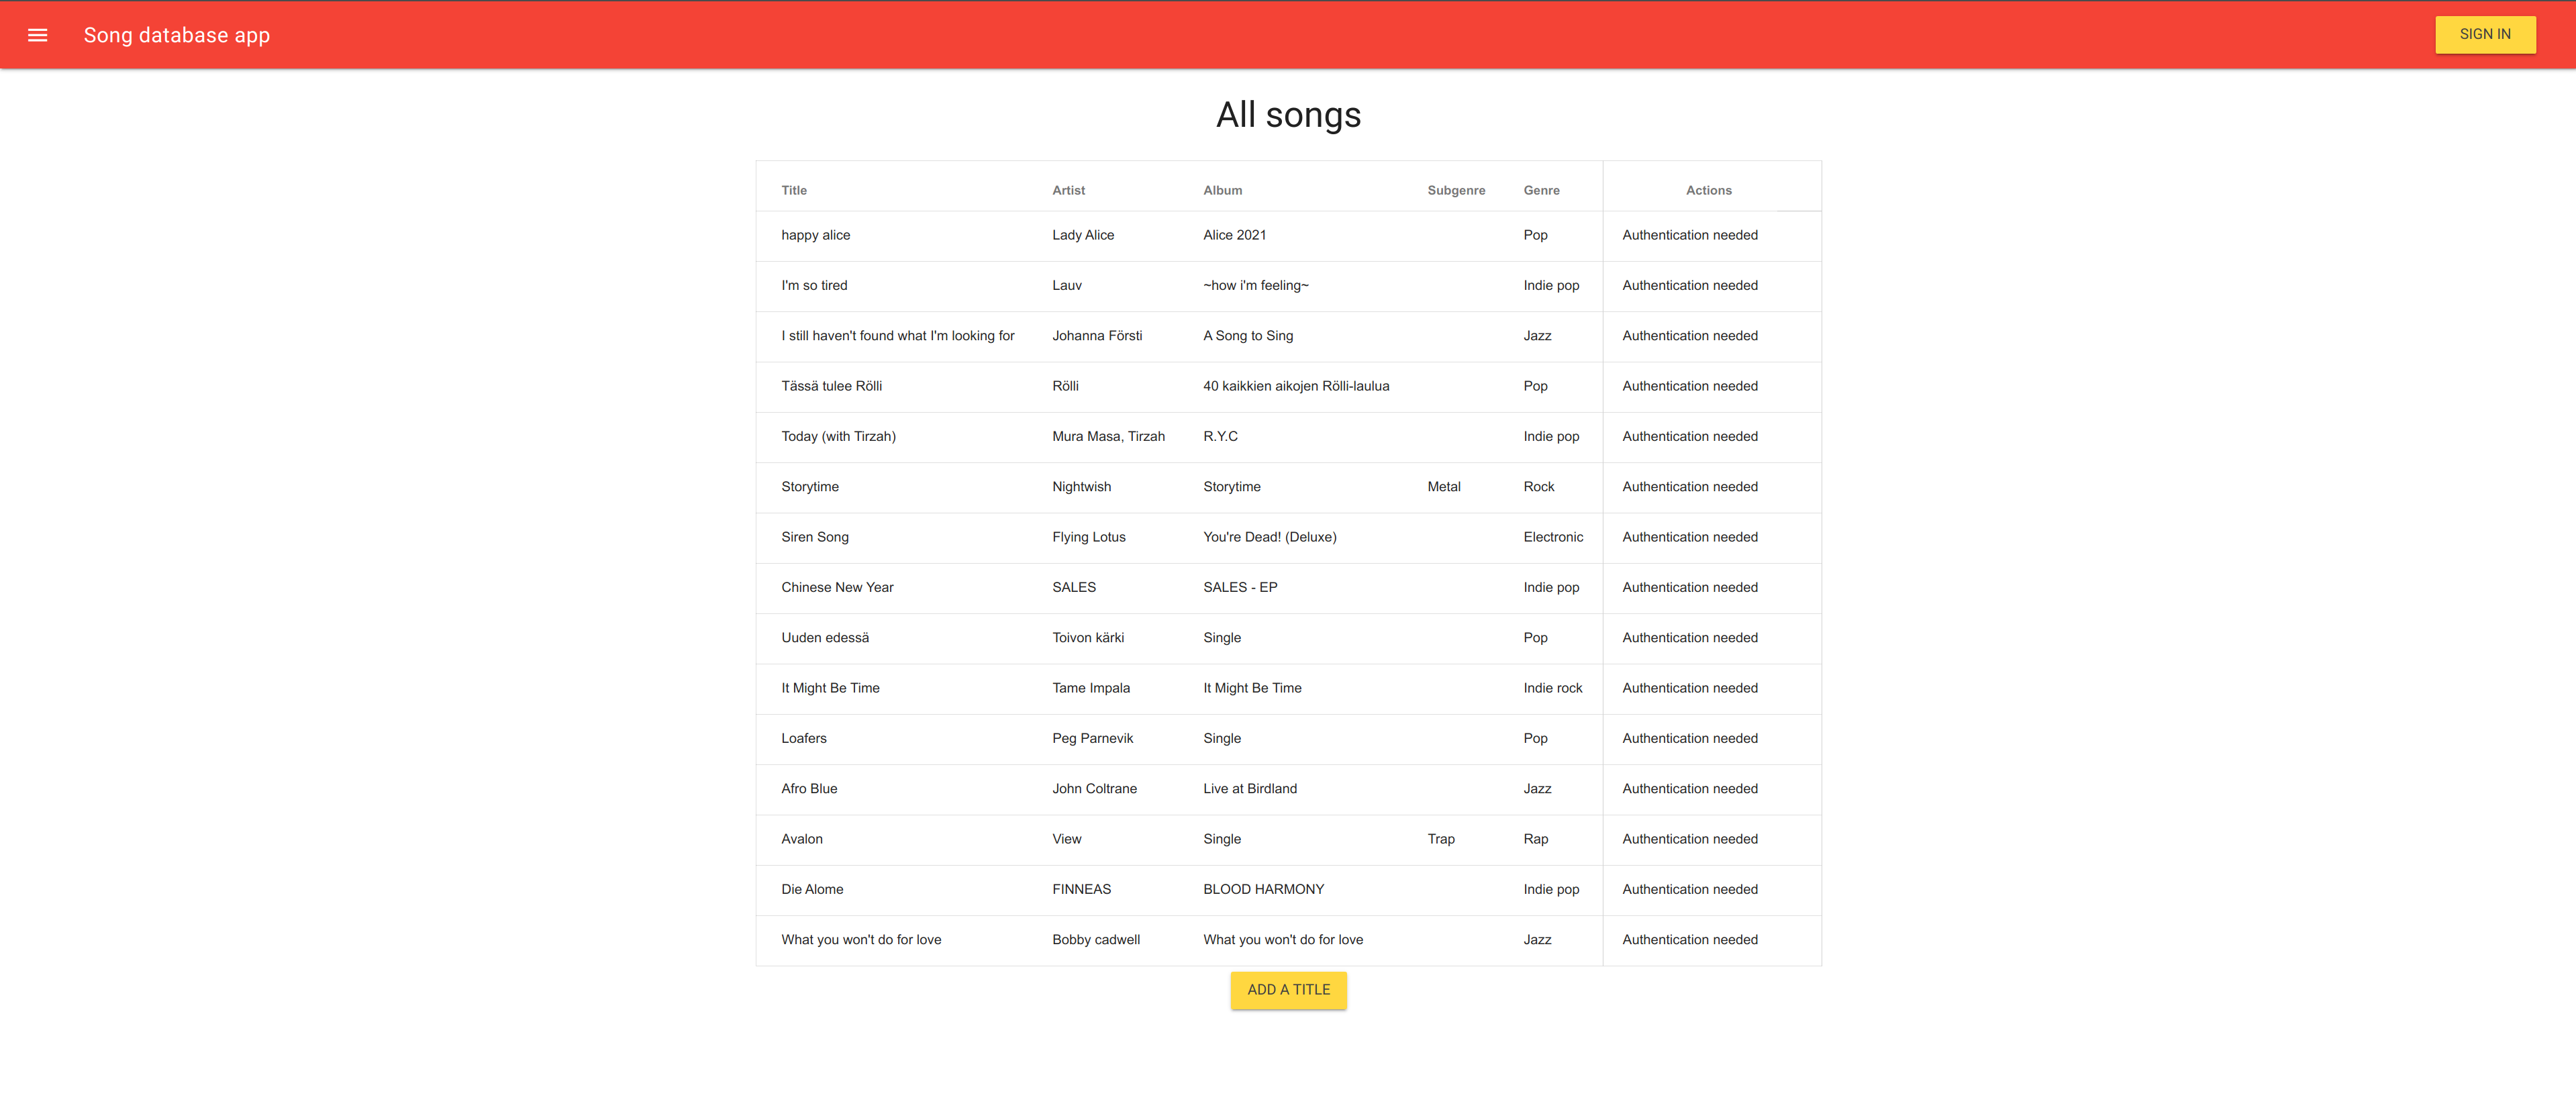 Song database app
SIGN IN
All songs
Title Artist Album Subgenre Genre Actions
happy alice Lady Alice Alice 2021 Pop Authentication needed
I'm so tired Lauv ~how i'm feeling~ Indie pop Authentication needed
I still haven't found what I'm looking for Johanna Försti A Song to Sing Jazz Authentication needed
Tässä tulee Rölli Rölli 40 kaikkien aikojen Rölli-laulua Pop Authentication needed
Today (with Tirzah) Mura Masa, Tirzah R.Y.C Indie pop Authentication needed
Storytime Nightwish Storytime Metal Rock Authentication needed
Siren Song Flying Lotus You're Dead! (Deluxe) Electronic Authentication needed
Chinese New Year SALES SALES - EP Indie pop Authentication needed
Uuden edessä Toivon kärki Single Pop Authentication needed
It Might Be Time Tame Impala It Might Be Time Indie rock Authentication needed
Loafers Peg Parnevik Single Pop Authentication needed
Afro Blue John Coltrane Live at Birdland Jazz Authentication needed
Avalon View Single Trap Rap Authentication needed
Die Alome FINNEAS BLOOD HARMONY Indie pop Authentication needed
What you won't do for love Bobby cadwell What you won't do for love Jazz Authentication needed
ADD A TITLE